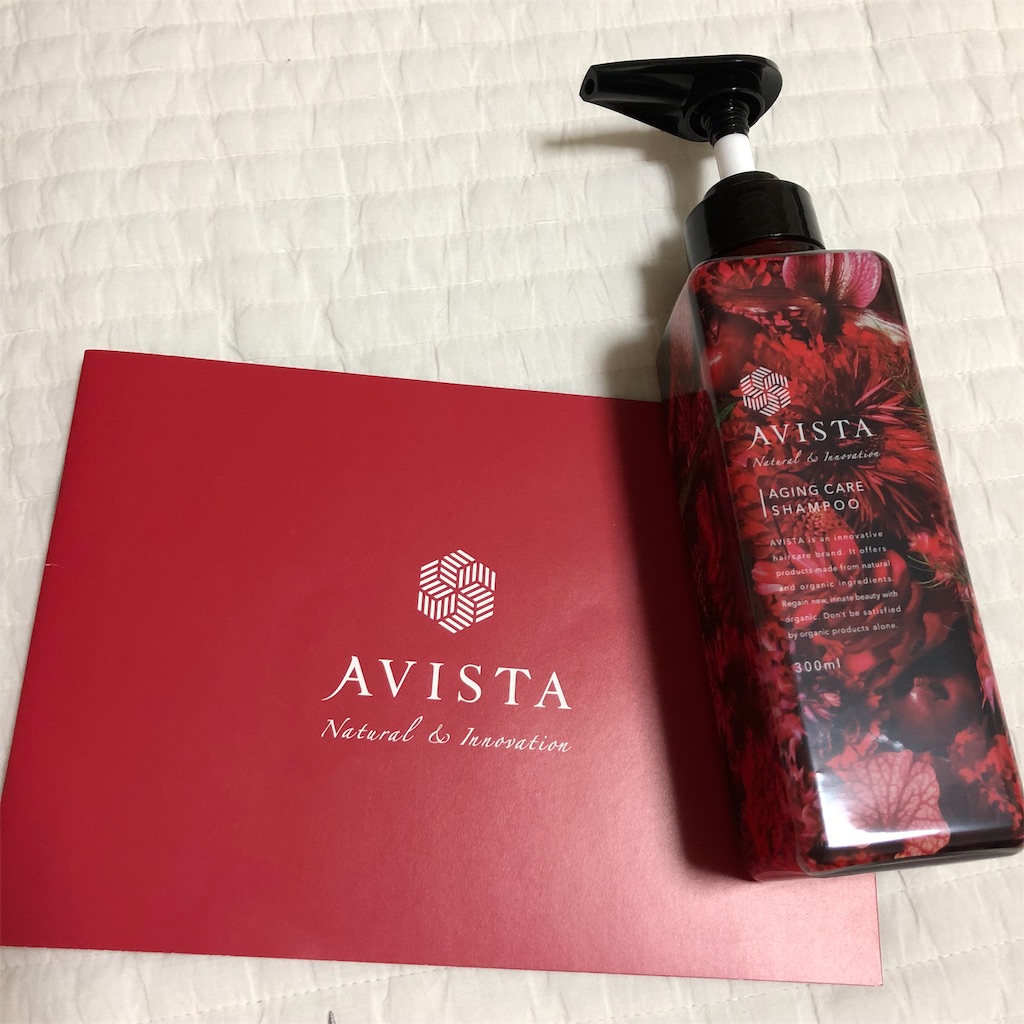 AVISTA
Natural & Innovation
AVISTA
Natural & Innovation
AGING CARE
SHAMPOO
AVISTA is an innovative
haircare brand. It offers
products made from natural
and organic ingredients.
Regain new, innate beauty with
organic. Don't be satisfied
by organic products alone.
300ml